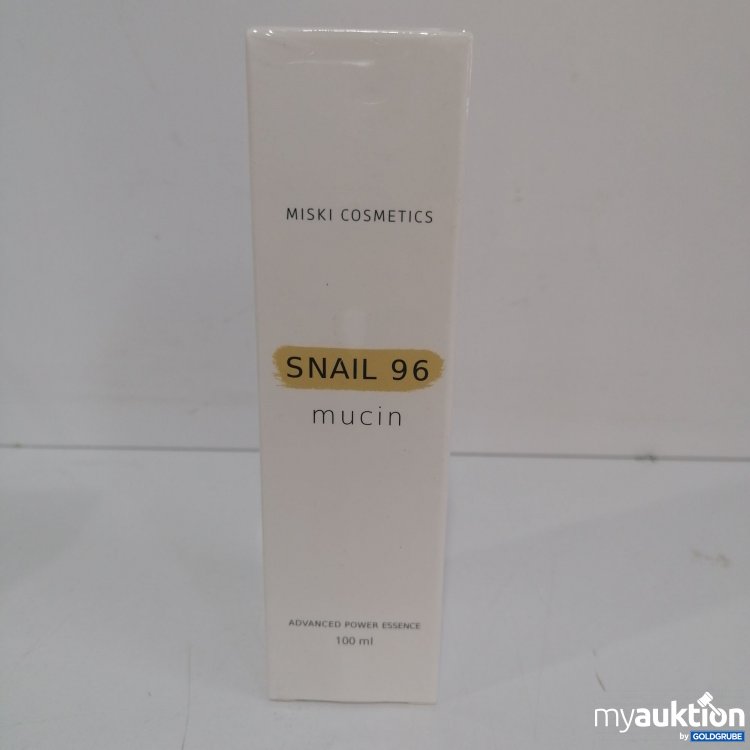 MISKI COSMETICS
SNAIL 96
mucin
ADVANCED POWER ESSENCE
100 ml
myauktion
by GOLDGRUBE